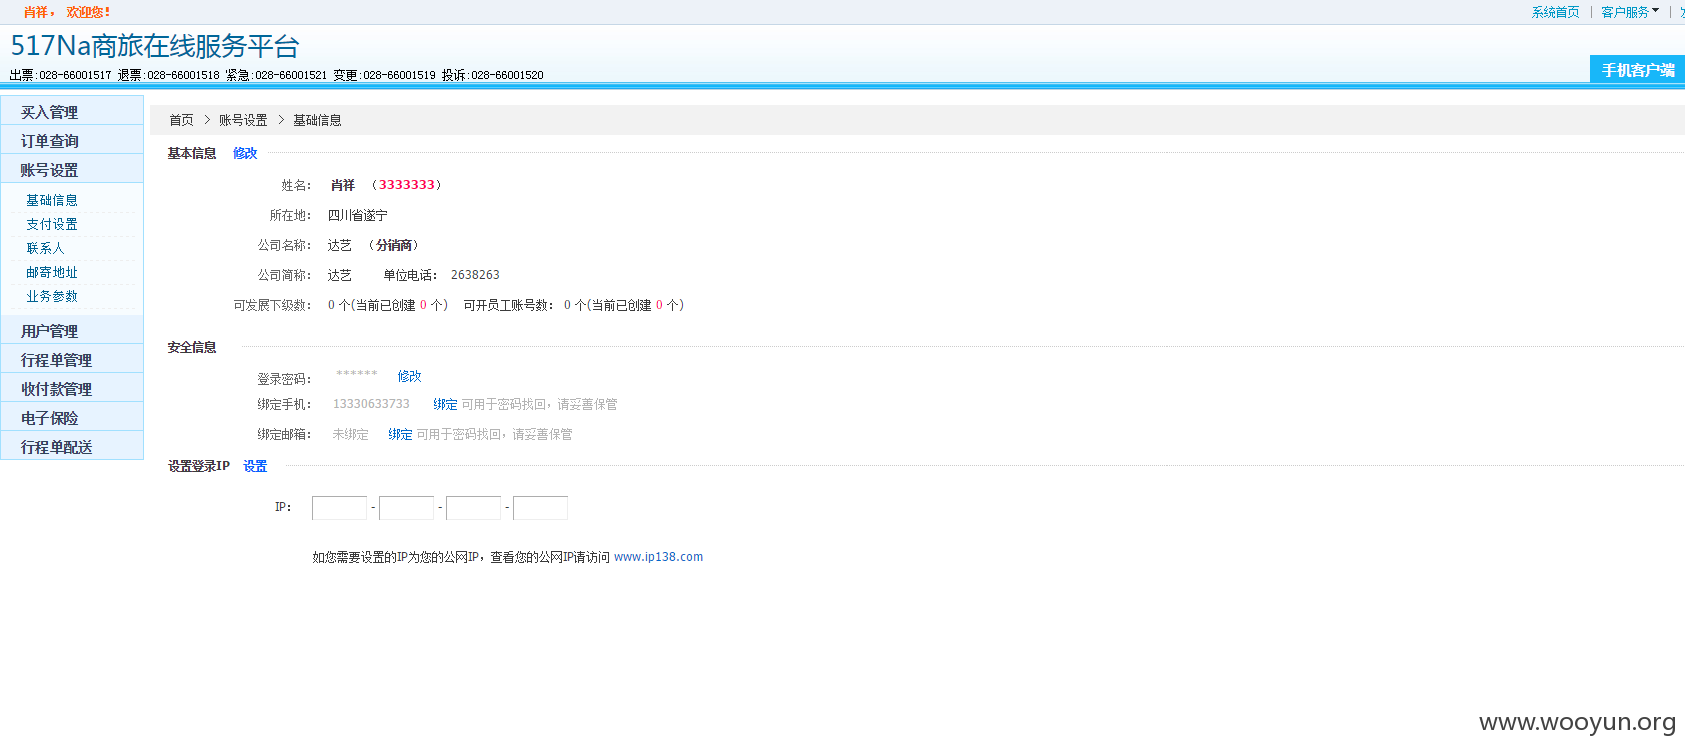 肖祥， 欢迎您！
系统首页 | 客户服务 |
517Na商旅在线服务平台
出票:028-66001517 退票:028-66001518 紧急:028-66001521 变更:028-66001519 投诉:028-66001520
手机客户端
买入管理
订单查询
账号设置
基础信息
支付设置
联系人
邮寄地址
业务参数
用户管理
行程单管理
收付款管理
电子保险
行程单配送
首页 > 账号设置 > 基础信息
基本信息 修改
姓名： 肖祥 （3333333）
所在地： 四川省遂宁
公司名称： 达艺 （分销商）
公司简称： 达艺 单位电话： 2638263
可发展下级数： 0 个(当前已创建 0 个) 可开员工账号数： 0 个(当前已创建 0 个)
安全信息
登录密码： ****** 修改
绑定手机： 13330633733 绑定 可用于密码找回，请妥善保管
绑定邮箱： 未绑定 绑定 可用于密码找回，请妥善保管
设置登录IP 设置
IP： - - -
如您需要设置的IP为您的公网IP，查看您的公网IP请访问 www.ip138.com
www.wooyun.org